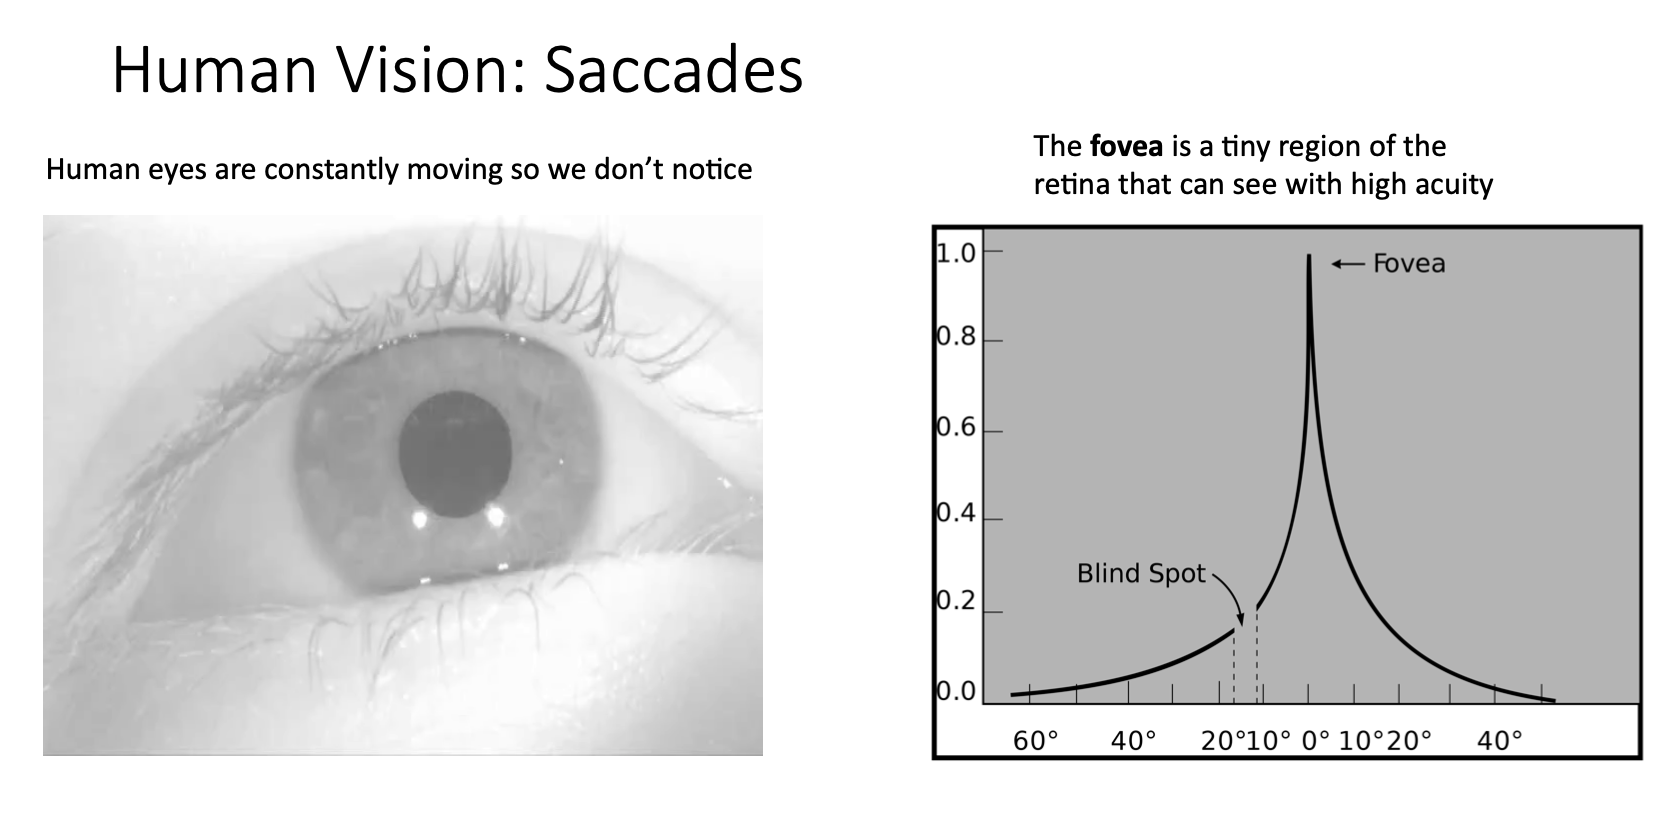 Human Vision: Saccades
Human eyes are constantly moving so we don’t notice
The fovea is a tiny region of the
retina that can see with high acuity
1.0
Fovea
0.8
0.6
0.4
Blind Spot
0.2
0.0
60° 40° 20° 10° 0° 10° 20° 40°